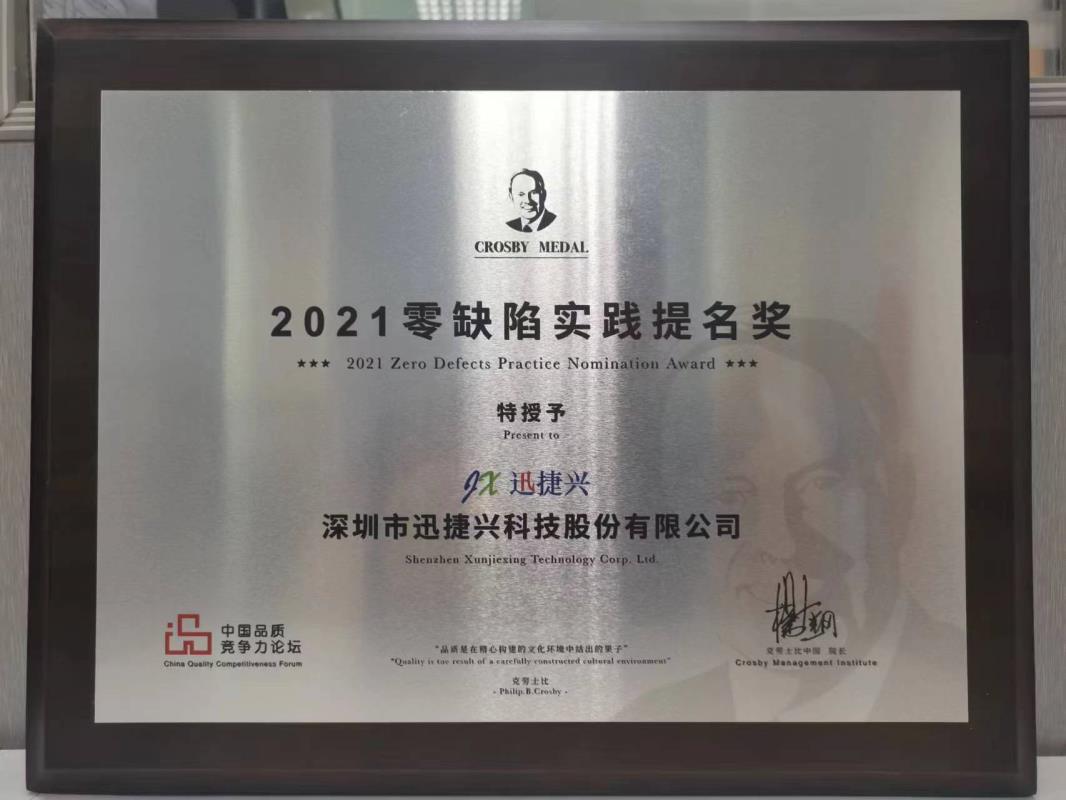 CROSBY MEDAL
2021零缺陷实践提名奖
★★★ 2021 Zero Defects Practice Nomination Award ★★★
特授予
Present to
JX 迅捷兴
深圳市迅捷兴科技股份有限公司
Shenzhen Xunjiexing Technology Corp. Ltd.
中国品质
竞争力论坛
China Quality Competitiveness Forum
"品质是在精心构建的文化环境中结出的果子"
"Quality is the result of a carefully constructed cultural environment"
克劳士比
- Philip.B.Crosby -
克劳士比中国 院长
Crosby Management Institute